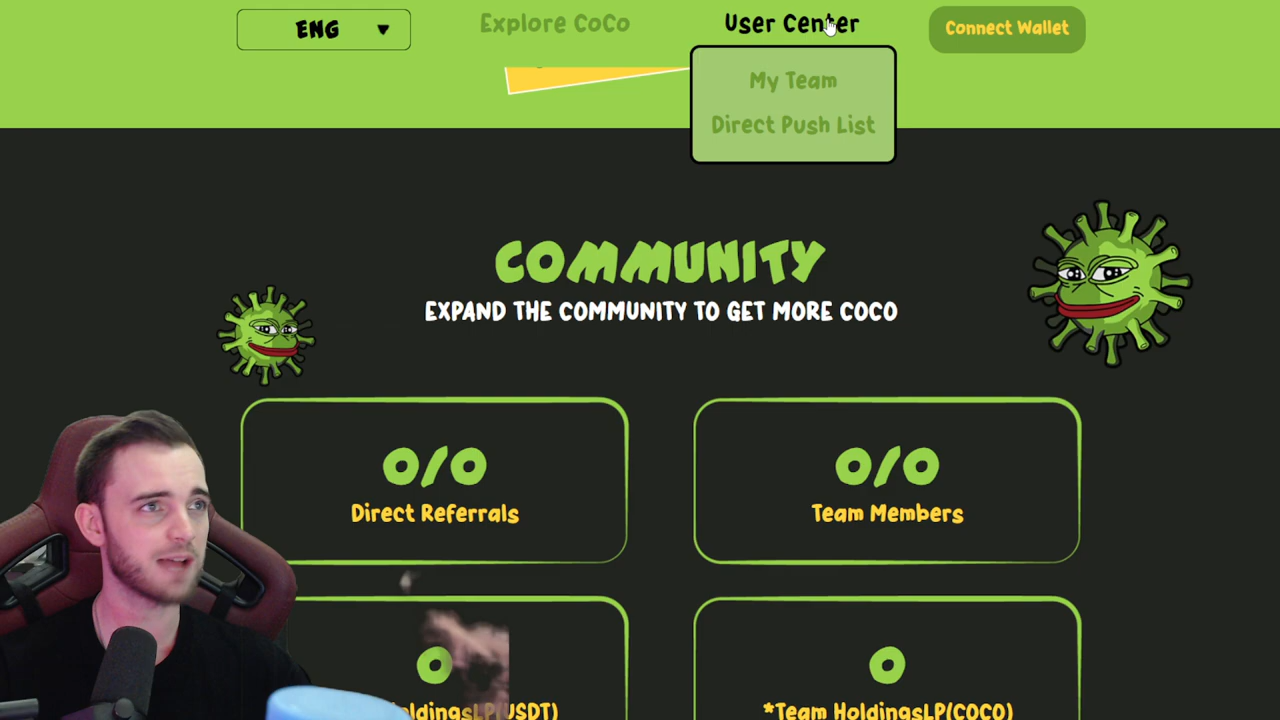 ENG
Explore CoCo
User Center
Connect Wallet
My Team
Direct Push List
COMMUNITY
EXPAND THE COMMUNITY TO GET MORE COCO
0/0
Direct Referrals
0/0
Team Members
0
(USDT)
0
*Team HoldingsLP(COCO)